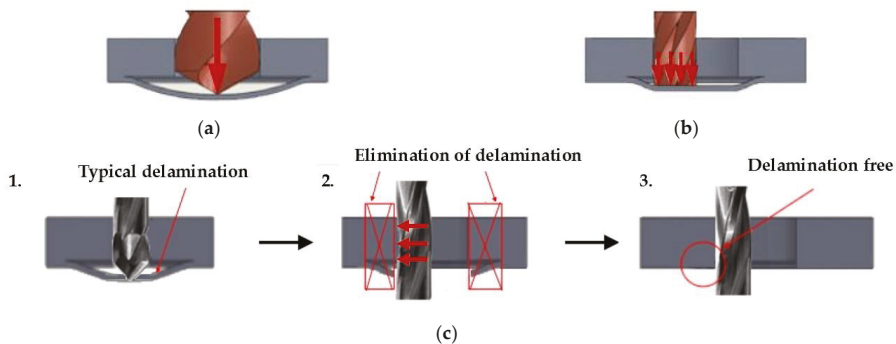 (a)
(b)
1.
Typical delamination
2.
Elimination of delamination
3.
Delamination free
(c)